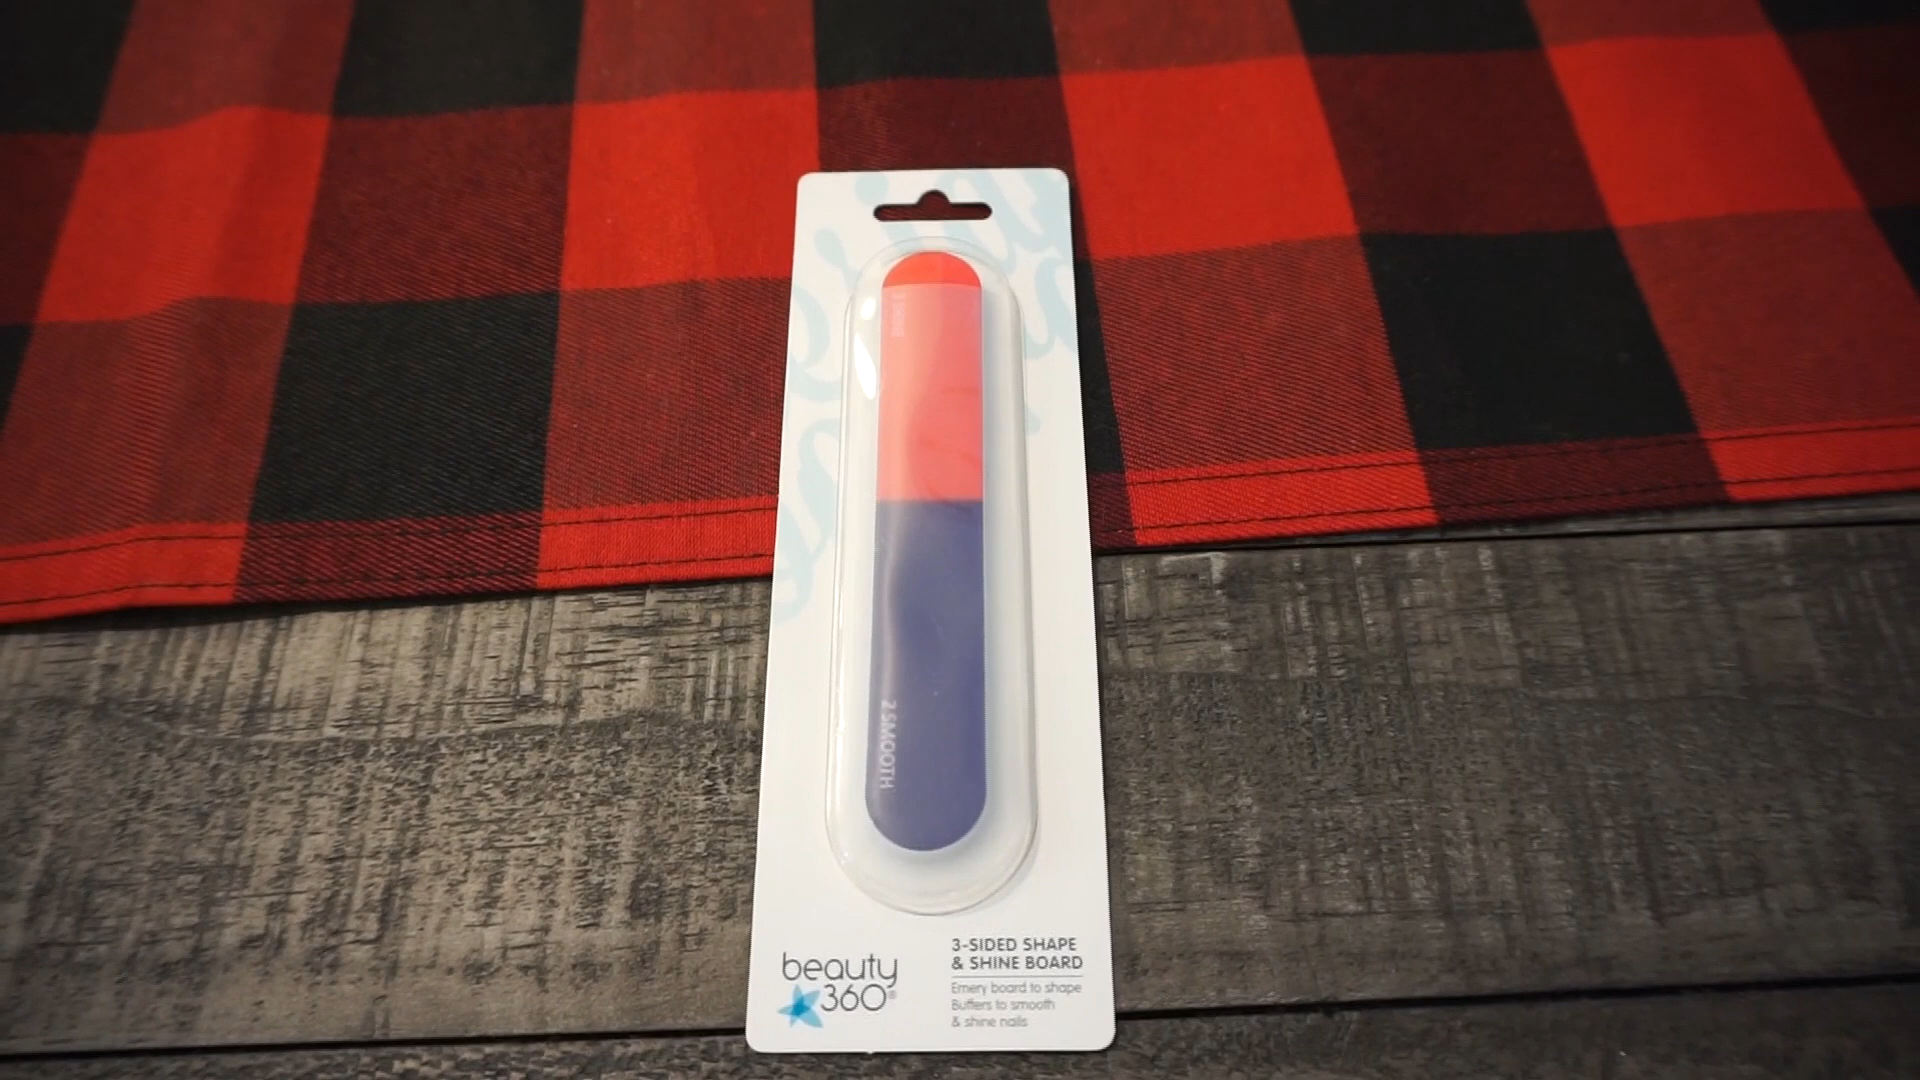 2 SMOOTH
beauty
360®
3-SIDED SHAPE
& SHINE BOARD
Emery board to shape
Buffers to smooth
& shine nails